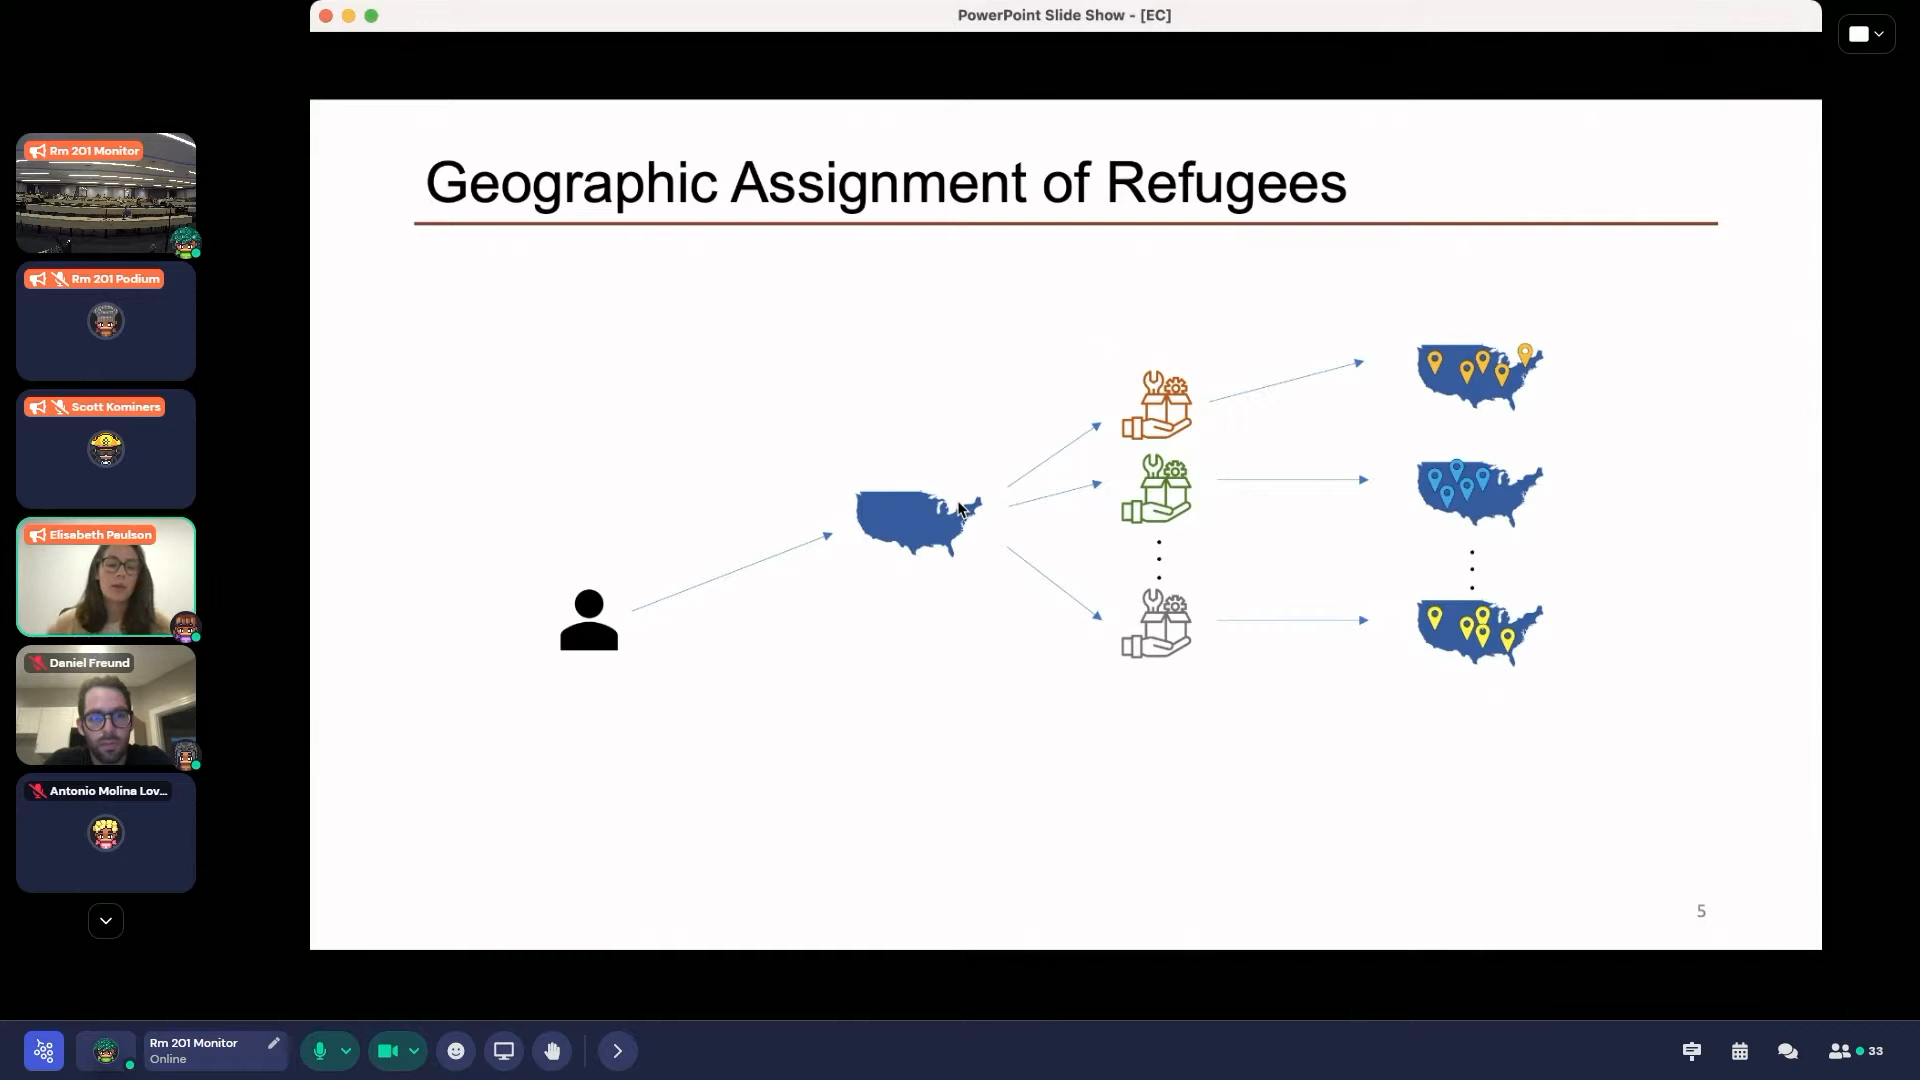 PowerPoint Slide Show - [EC]
Rm 201 Monitor
Rm 201 Podium
Scott Kominers
Elisabeth Paulson
Daniel Freund
Antonio Molina Lov...
Geographic Assignment of Refugees
5
Rm 201 Monitor
Online
33